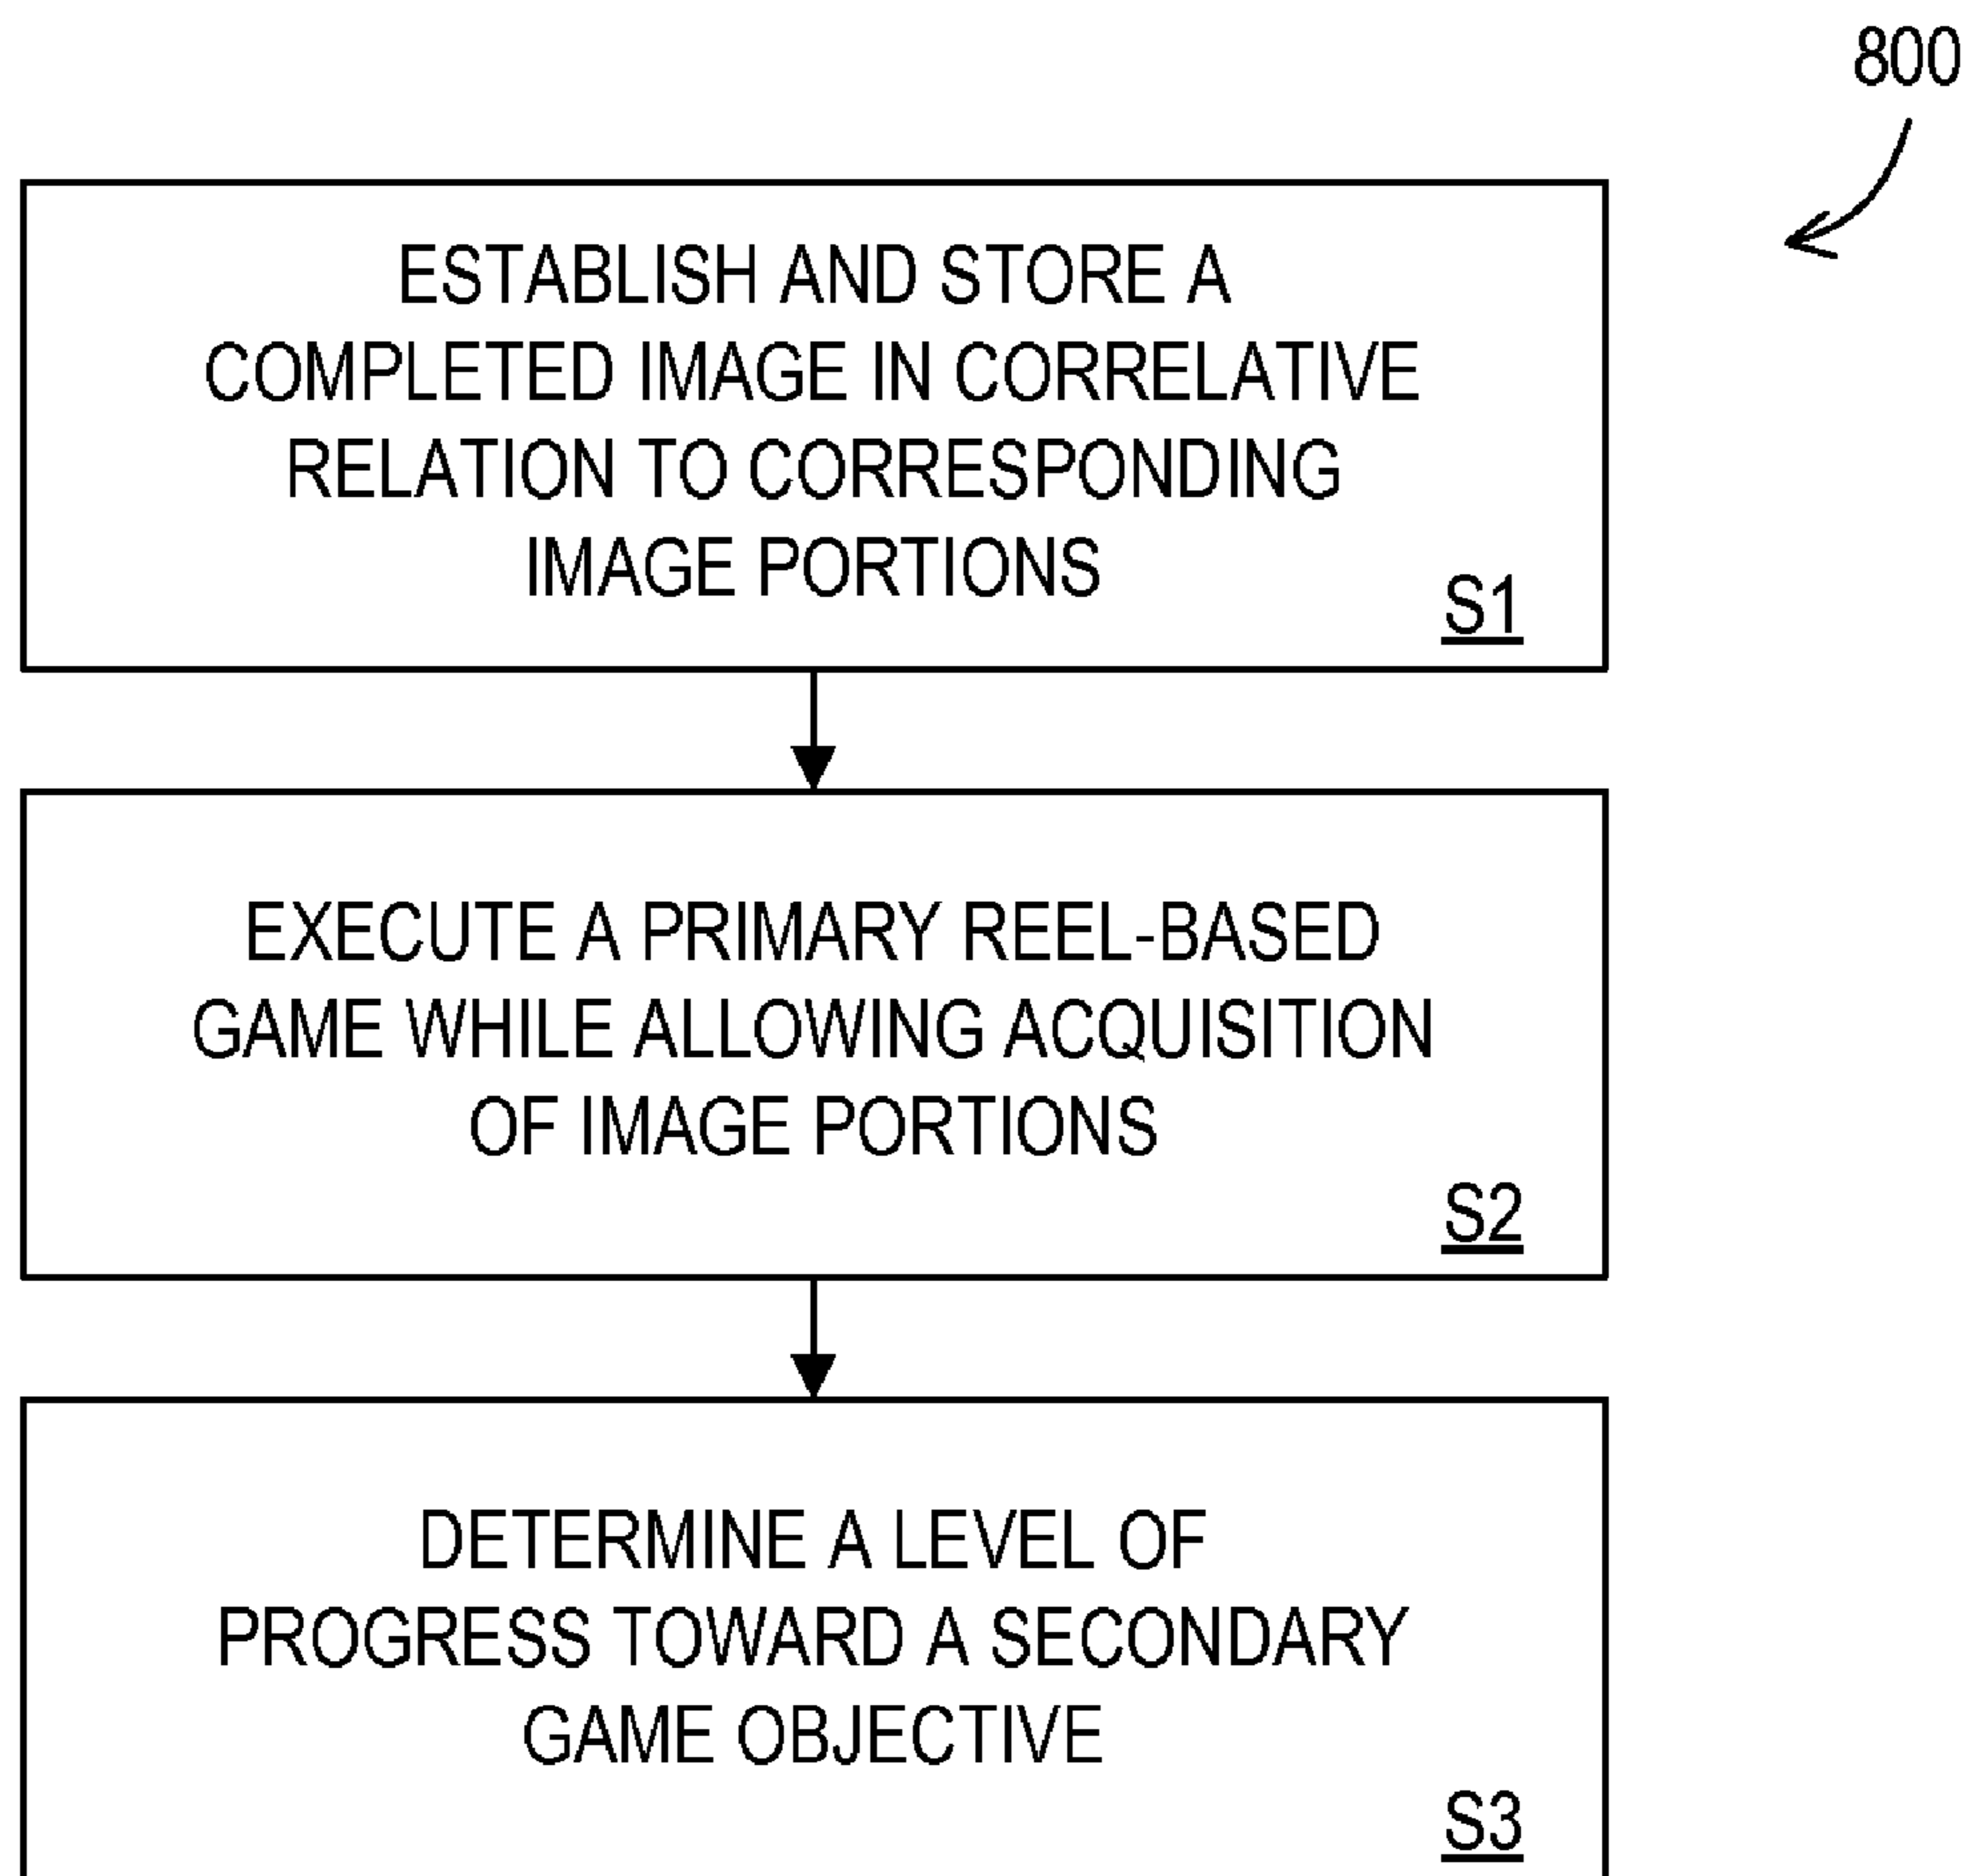 800
ESTABLISH AND STORE A
COMPLETED IMAGE IN CORRELATIVE
RELATION TO CORRESPONDING
IMAGE PORTIONS
S1
EXECUTE A PRIMARY REEL-BASED
GAME WHILE ALLOWING ACQUISITION
OF IMAGE PORTIONS
S2
DETERMINE A LEVEL OF
PROGRESS TOWARD A SECONDARY
GAME OBJECTIVE
S3